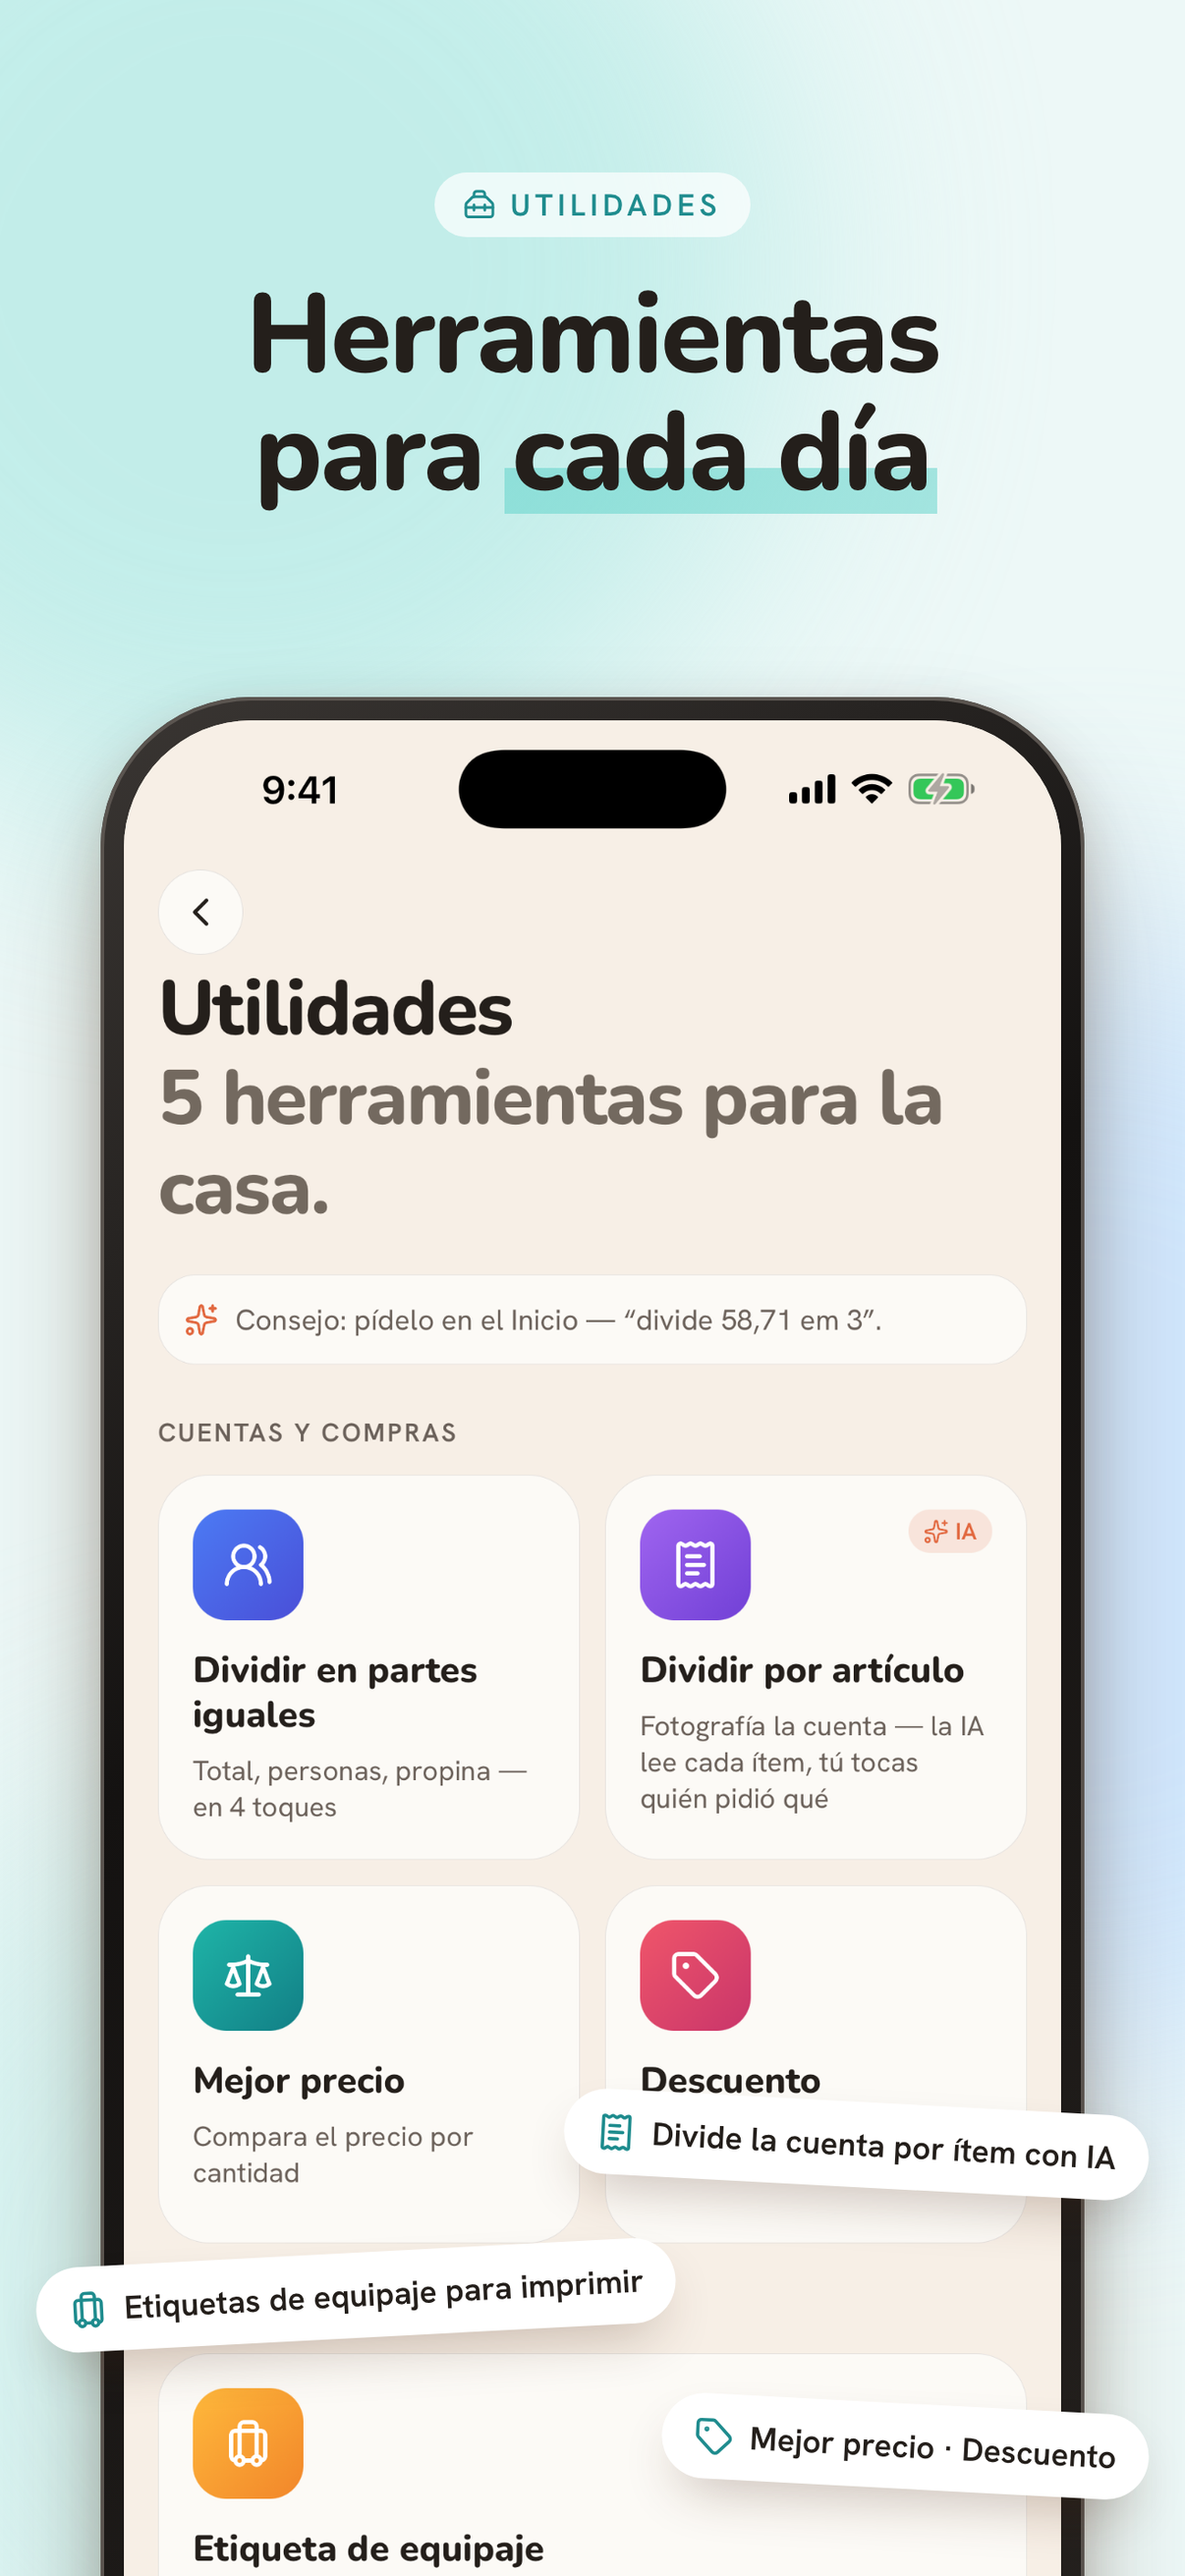 UTILIDADES
Herramientas
para cada día
9:41
Utilidades
5 herramientas para la
casa.
Consejo: pídelo en el Inicio — “divide 58,71 em 3”.
CUENTAS Y COMPRAS
Dividir en partes
iguales
Total, personas, propina —
en 4 toques
IA
Dividir por artículo
Fotografía la cuenta — la IA
lee cada ítem, tú tocas
quién pidió qué
Mejor precio
Compara el precio por
cantidad
Descuento
Divide la cuenta por ítem con IA
Etiquetas de equipaje para imprimir
Mejor precio · Descuento
Etiqueta de equipaje